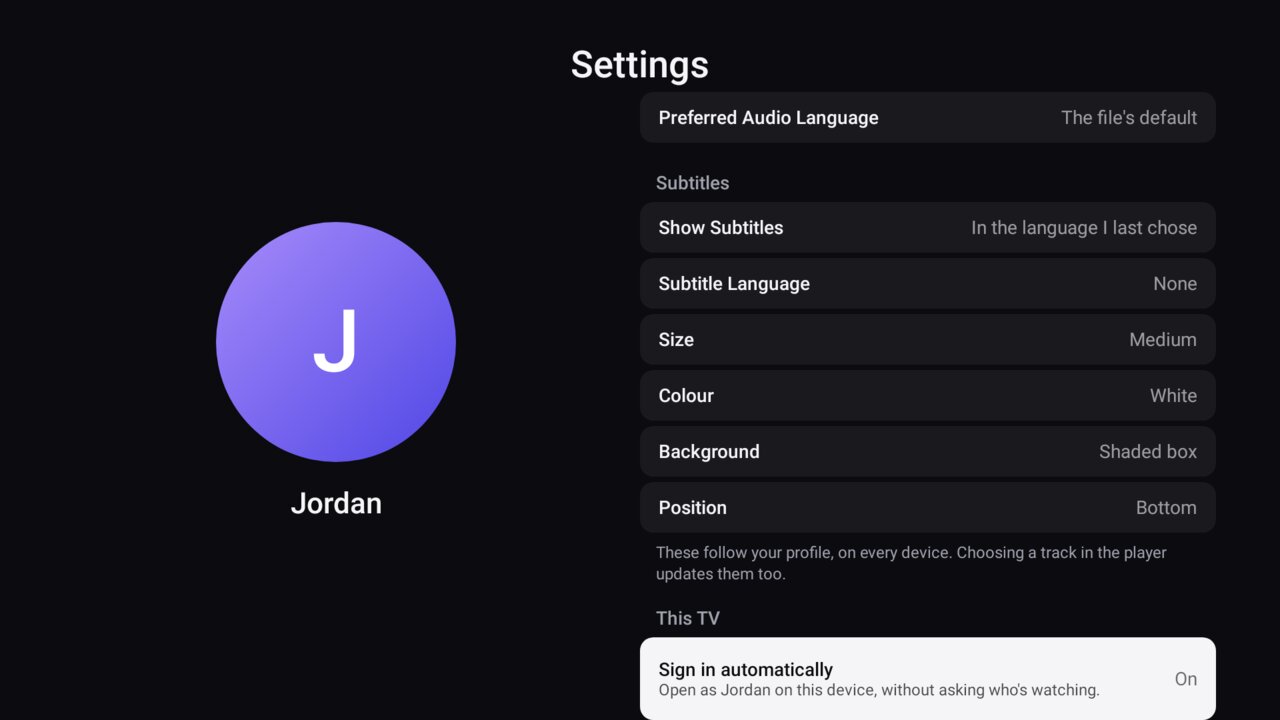 Settings
Preferred Audio Language The file's default
Subtitles
Show Subtitles In the language I last chose
Subtitle Language None
Size Medium
Colour White
Background Shaded box
Position Bottom
These follow your profile, on every device. Choosing a track in the player
updates them too.
This TV
Sign in automatically On
Open as Jordan on this device, without asking who's watching.
J
Jordan